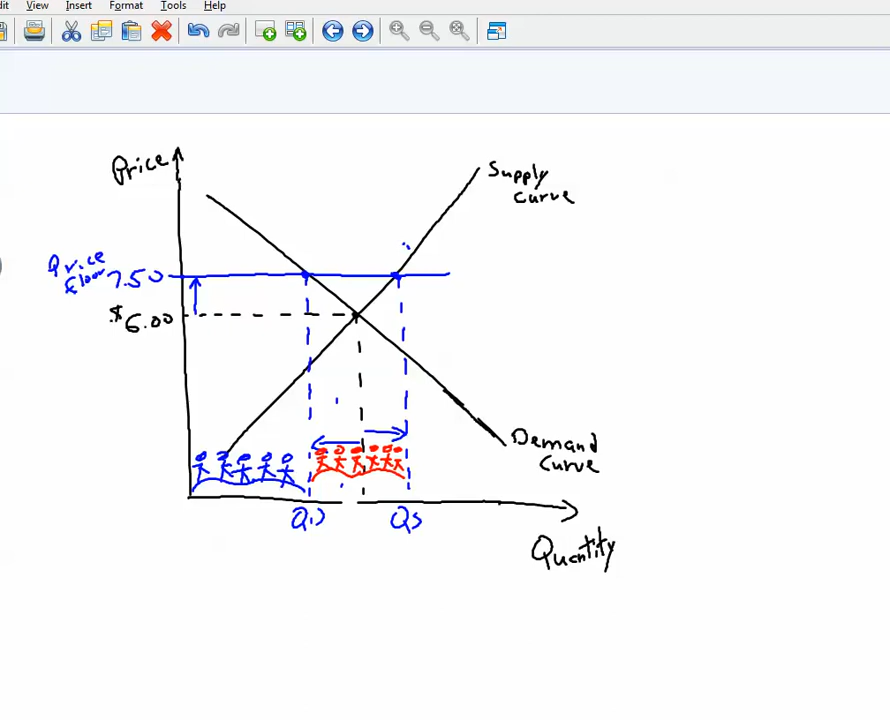 View Insert Format Tools Help
Price
Supply
curve
Price
floor 7.50
$6.00
Demand
Curve
QD QS
Quantity